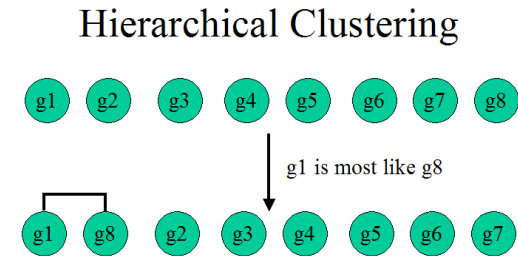 Hierarchical Clustering
g1 g2 g3 g4 g5 g6 g7 g8
g1 is most like g8
g1 g8 g2 g3 g4 g5 g6 g7